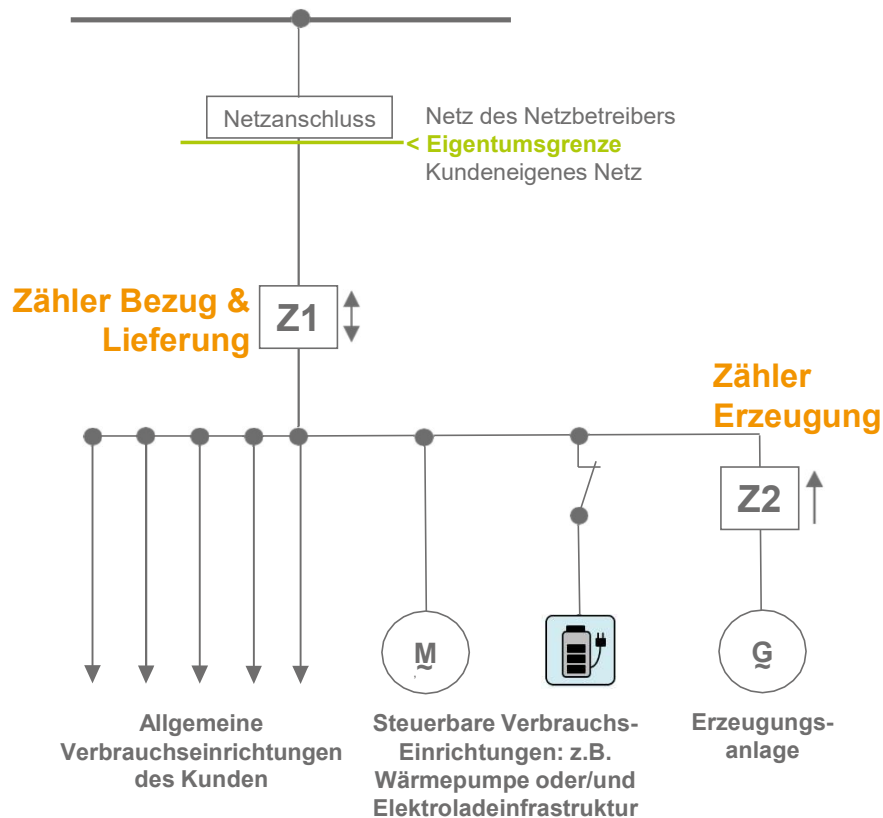 Netzanschluss
Netz des Netzbetreibers
< Eigentumsgrenze
Kundeneigenes Netz
Zähler Bezug &
Lieferung
Z1
Zähler
Erzeugung
Z2
M
~
G
~
Allgemeine
Verbrauchseinrichtungen
des Kunden
Steuerbare Verbrauchs-
Einrichtungen: z.B.
Wärmepumpe oder/und
Elektroladeinfrastruktur
Erzeugungs-
anlage